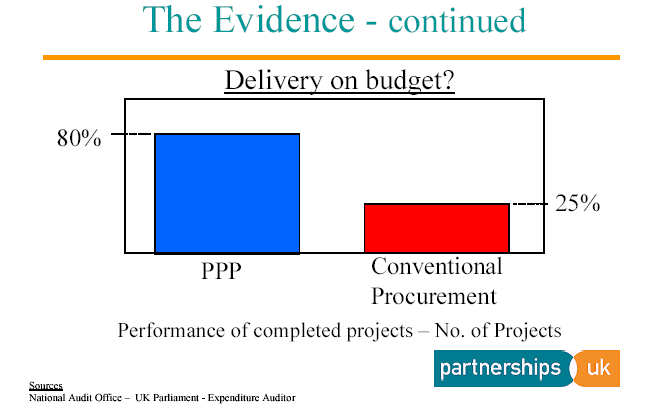 The Evidence - continued
Delivery on budget?
80%
25%
PPP
Conventional
Procurement
Performance of completed projects – No. of Projects
partnerships uk
Sources
National Audit Office – UK Parliament - Expenditure Auditor